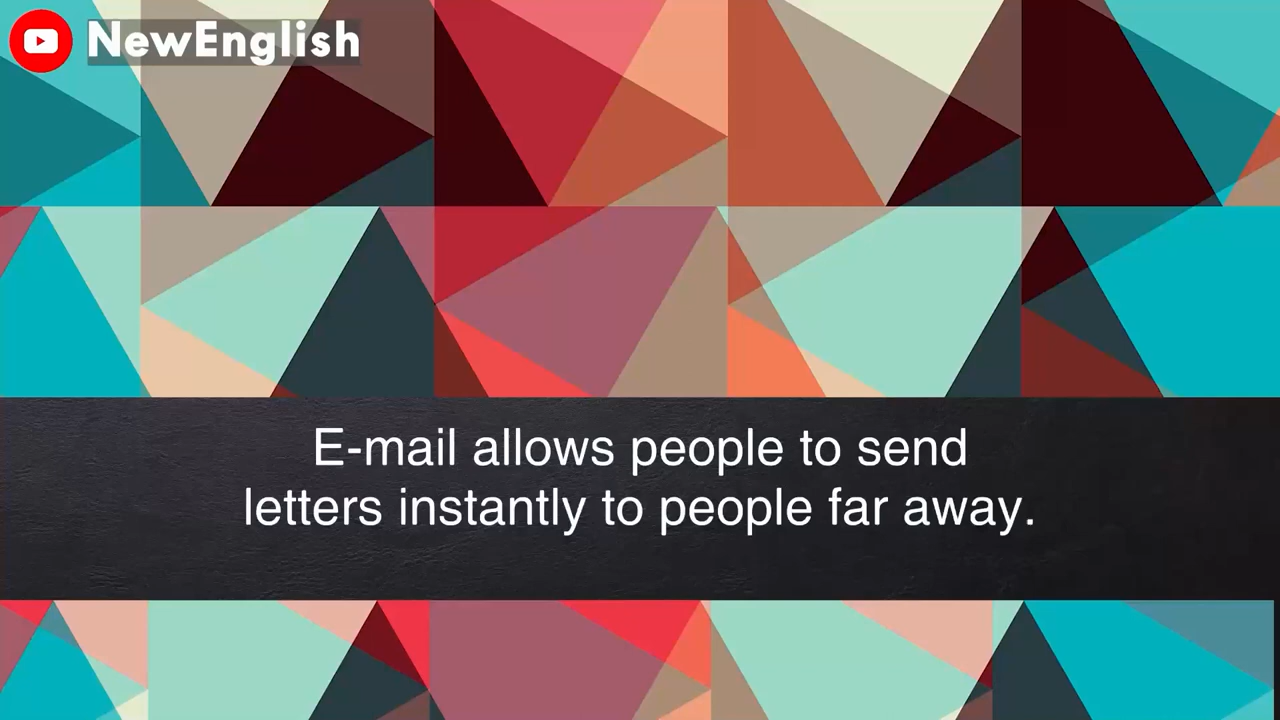 NewEnglish
E-mail allows people to send
letters instantly to people far away.